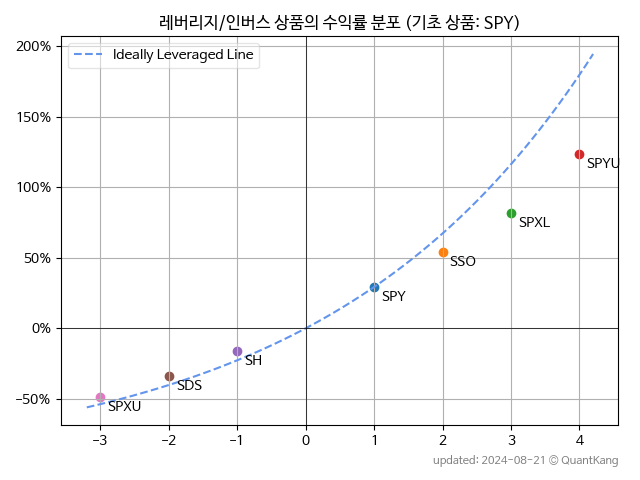 레버리지/인버스 상품의 수익률 분포 (기초 상품: SPY)
200%
Ideally Leveraged Line
150%
SPYU
100%
SPXL
50%
SSO
SPY
0%
SH
SDS
−50%
SPXU
−3 −2 −1 0 1 2 3 4
updated: 2024-08-21 © QuantKang